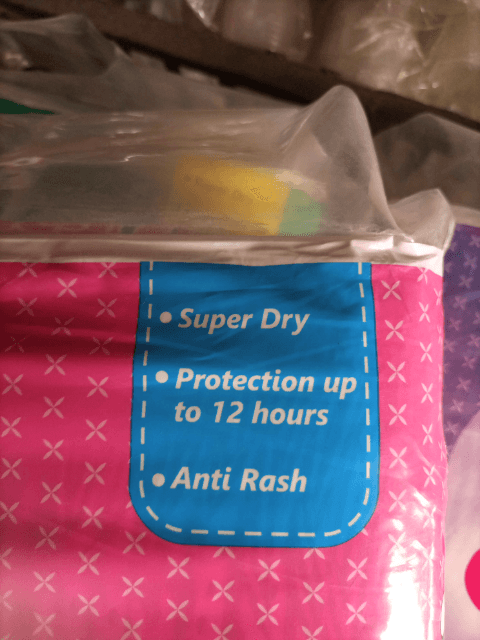 • Super Dry
• Protection up
to 12 hours
• Anti Rash